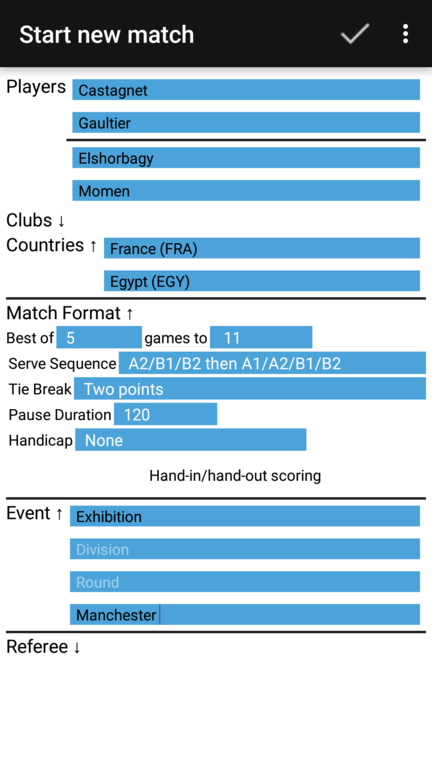 Start new match
Players Castagnet
Gaultier
Elshorbagy
Momen
Clubs ↓
Countries ↑ France (FRA)
Egypt (EGY)
Match Format ↑
Best of 5 games to 11
Serve Sequence A2/B1/B2 then A1/A2/B1/B2
Tie Break Two points
Pause Duration 120
Handicap None
Hand-in/hand-out scoring
Event ↑ Exhibition
Division
Round
Manchester
Referee ↓